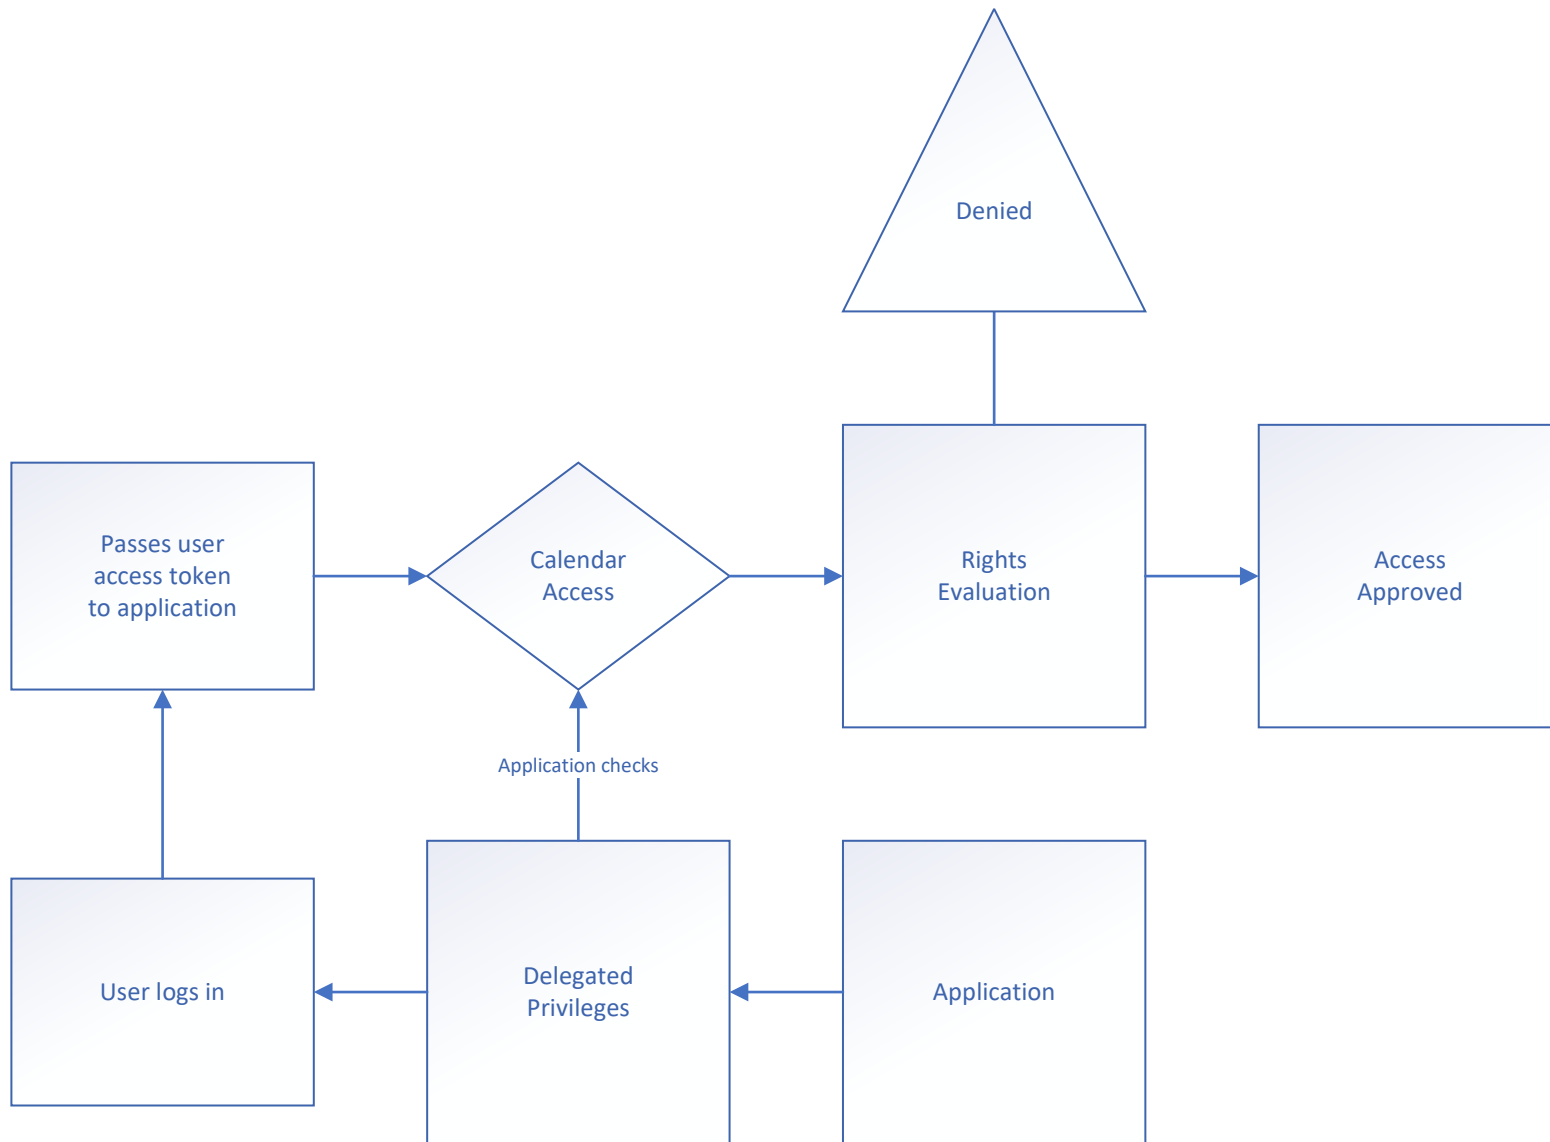 Denied
Passes user
access token
to application
Calendar
Access
Rights
Evaluation
Access
Approved
Application checks
User logs in
Delegated
Privileges
Application